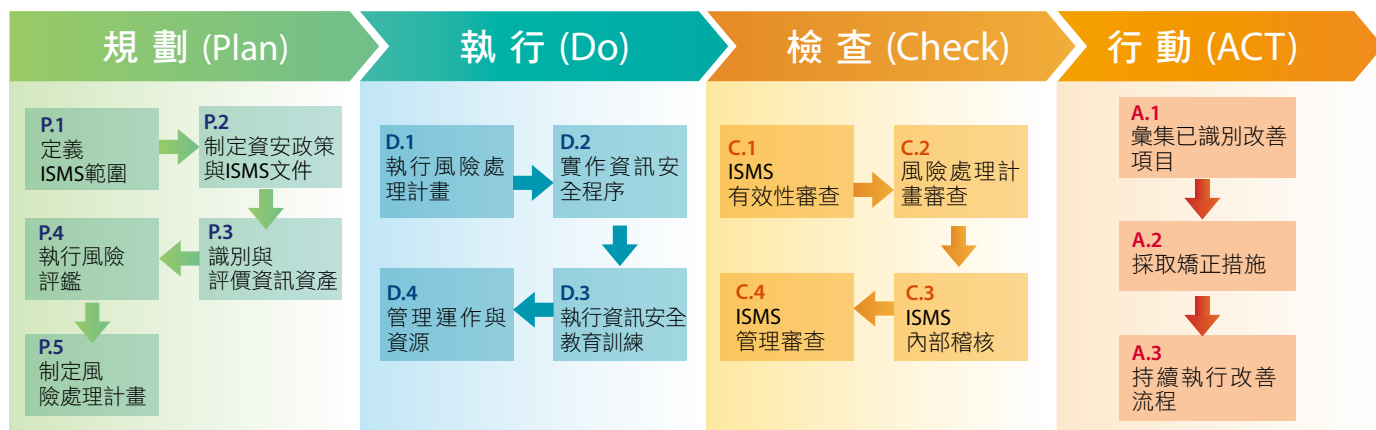 規劃 (Plan)
執行 (Do)
檢查 (Check)
行動 (ACT)
P.1
定義
ISMS範圍
P.2
制定資安政策
與ISMS文件
P.3
識別與
評價資訊資產
P.4
執行風險
評鑑
P.5
制定風
險處理計畫
D.1
執行風險處
理計畫
D.2
實作資訊安
全程序
D.3
執行資訊安全
教育訓練
D.4
管理運作與
資源
C.1
ISMS
有效性審查
C.2
風險處理計
畫審查
C.3
ISMS
內部稽核
C.4
ISMS
管理審查
A.1
彙集已識別改善
項目
A.2
採取矯正措施
A.3
持續執行改善
流程